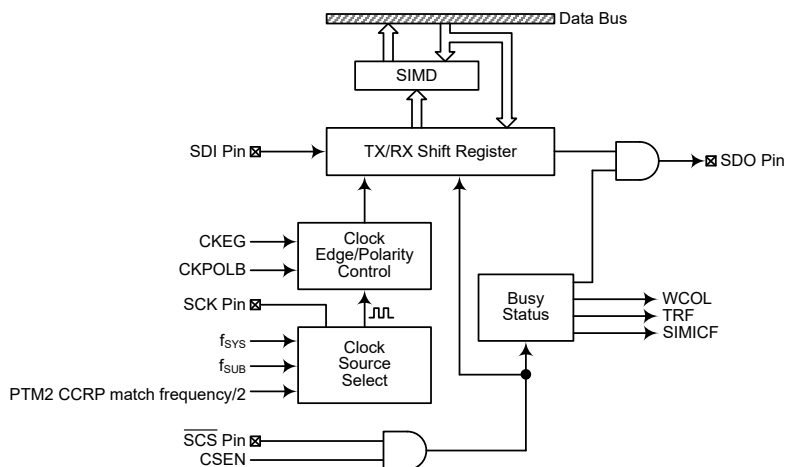 Data Bus
SIMD
SDI Pin
TX/RX Shift Register
SDO Pin
CKEG
CKPOLB
Clock
Edge/Polarity
Control
SCK Pin
Busy
Status
WCOL
TRF
SIMICF
fSYS
fSUB
PTM2 CCRP match frequency/2
Clock
Source
Select
SCS Pin
CSEN